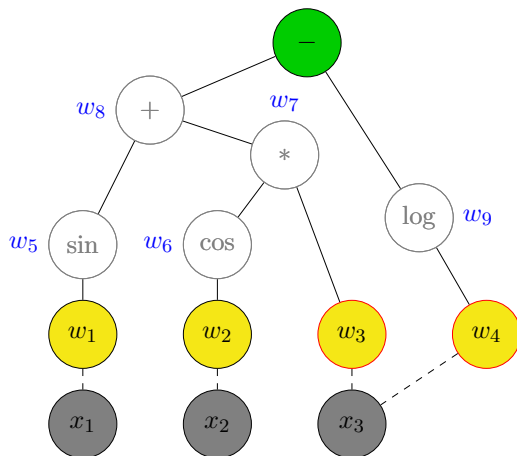 −
w₇
w₈ +
*
w₅ sin w₆ cos log w₉
w₁ w₂ w₃ w₄
x₁ x₂ x₃